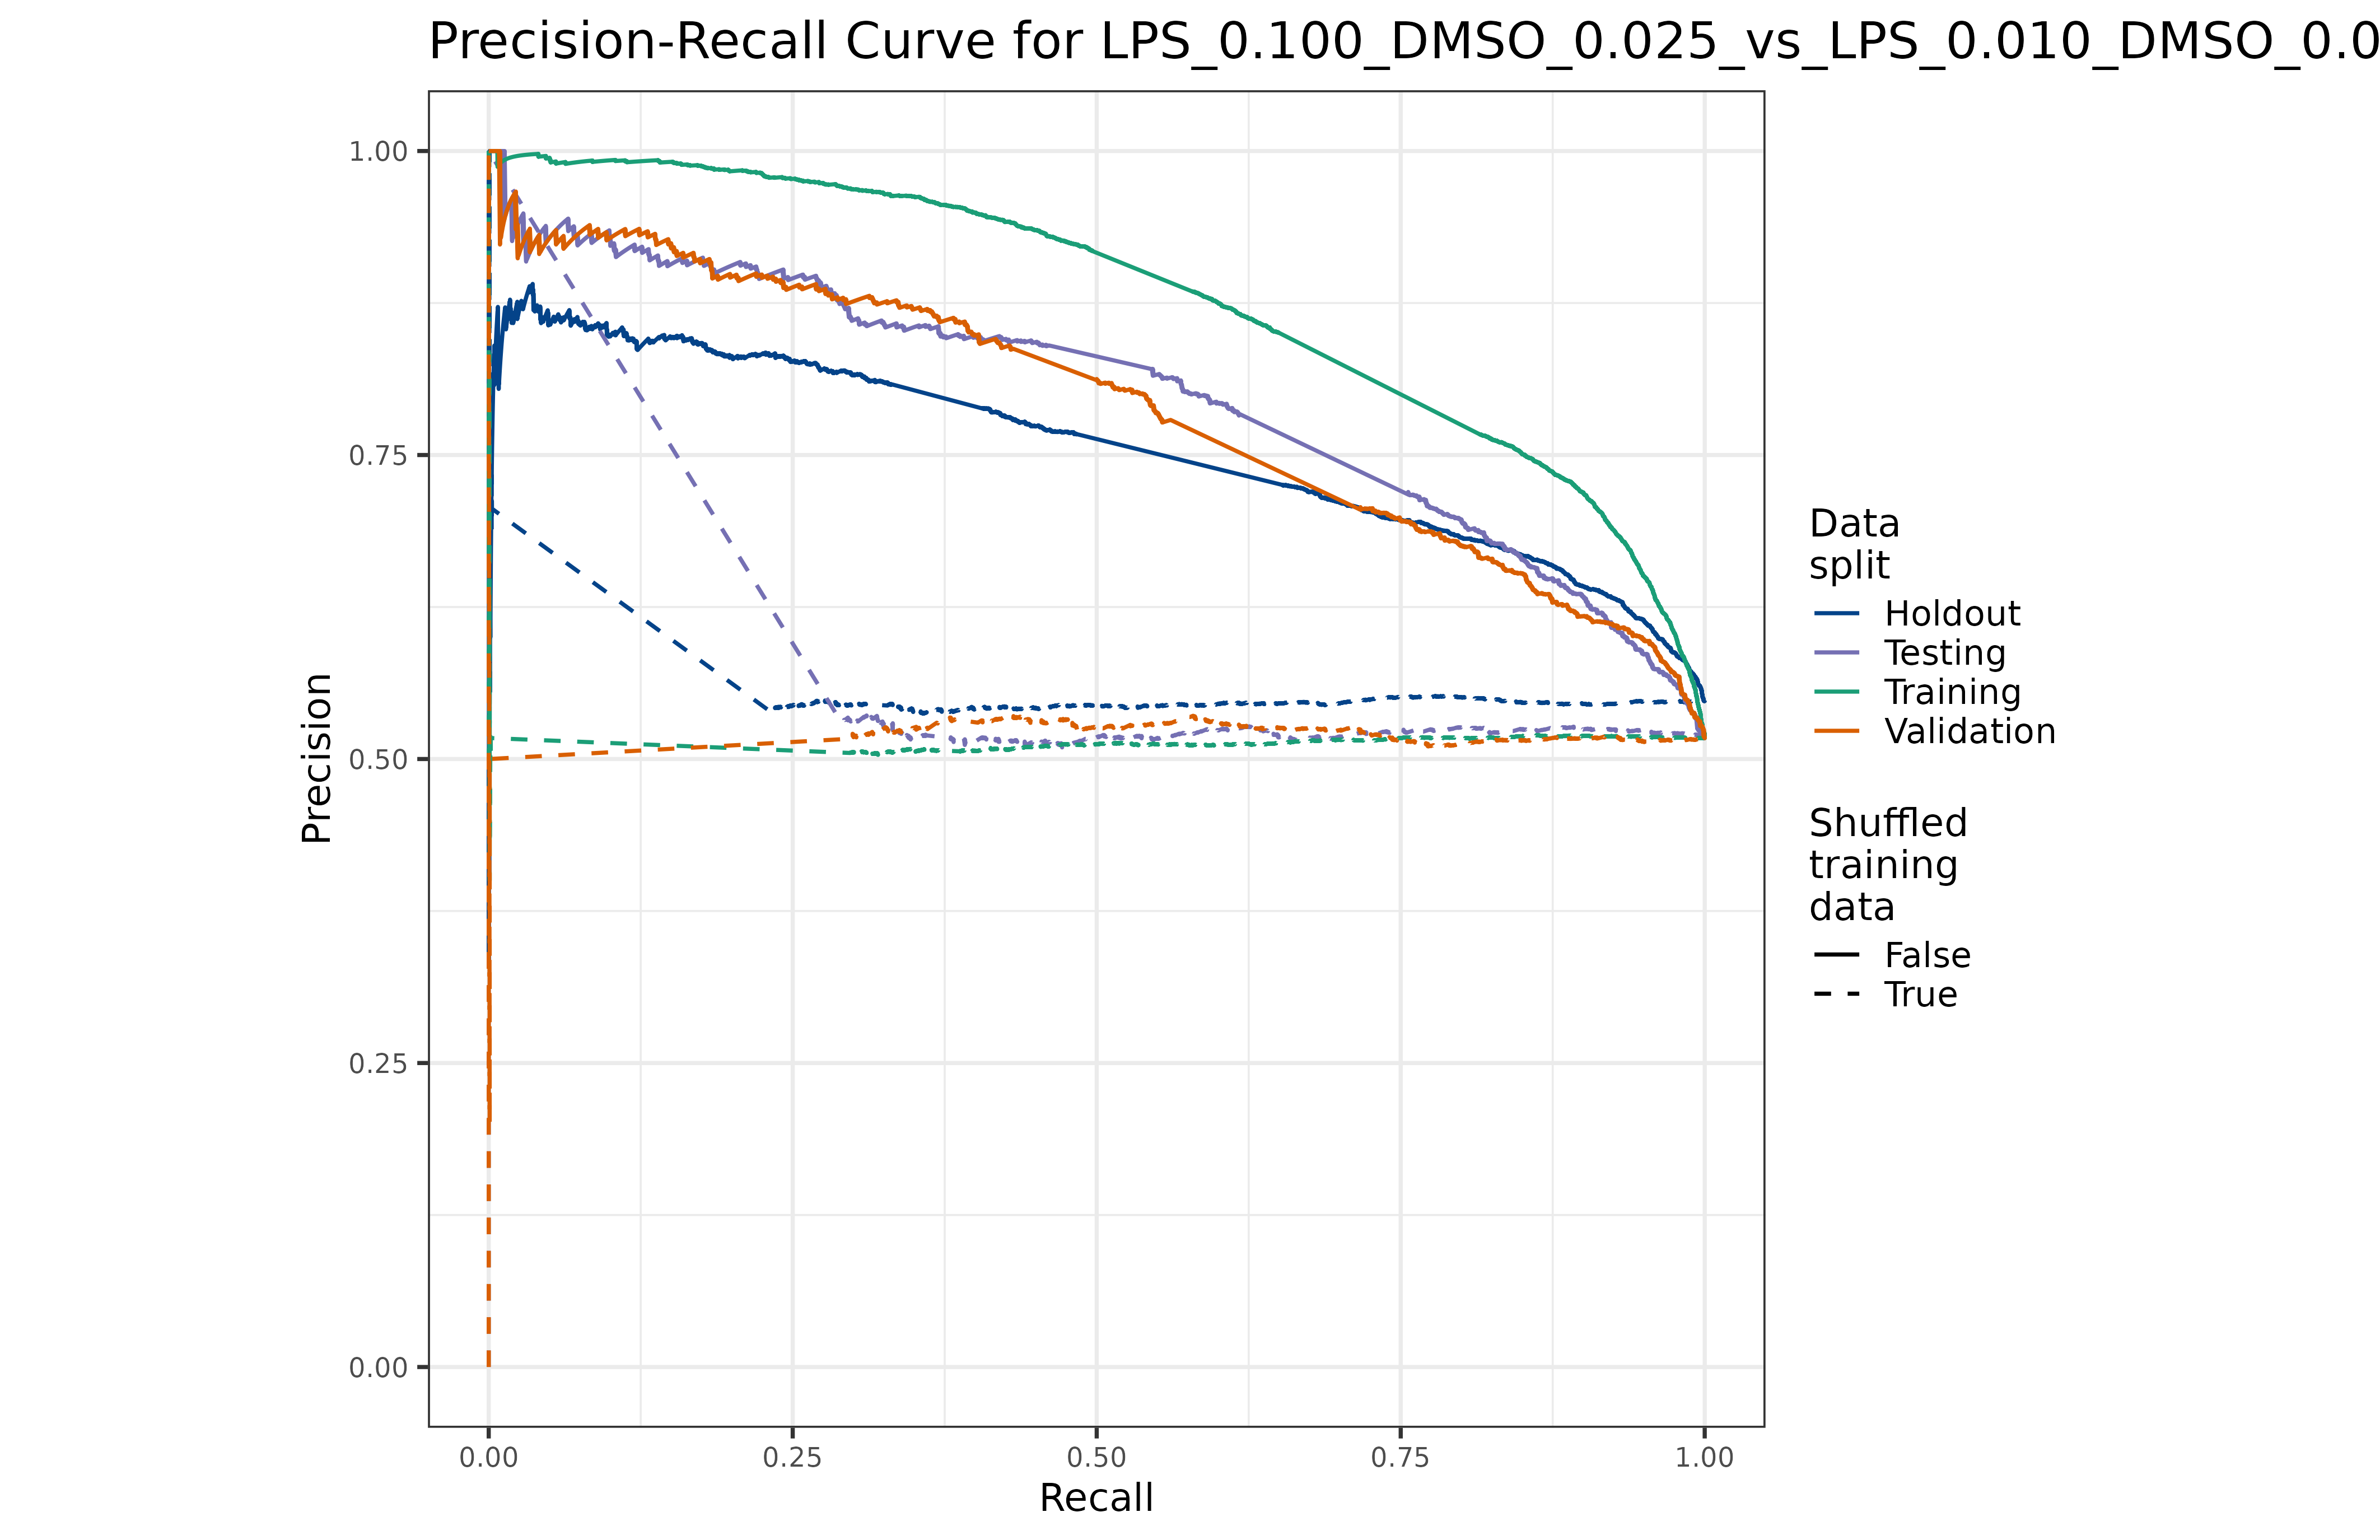 Precision-Recall Curve for LPS_0.100_DMSO_0.025_vs_LPS_0.010_DMSO_0.0
1.00
0.75
0.50
0.25
0.00
Precision
0.00 0.25 0.50 0.75 1.00
Recall
Data
split
Holdout
Testing
Training
Validation
Shuffled
training
data
False
True